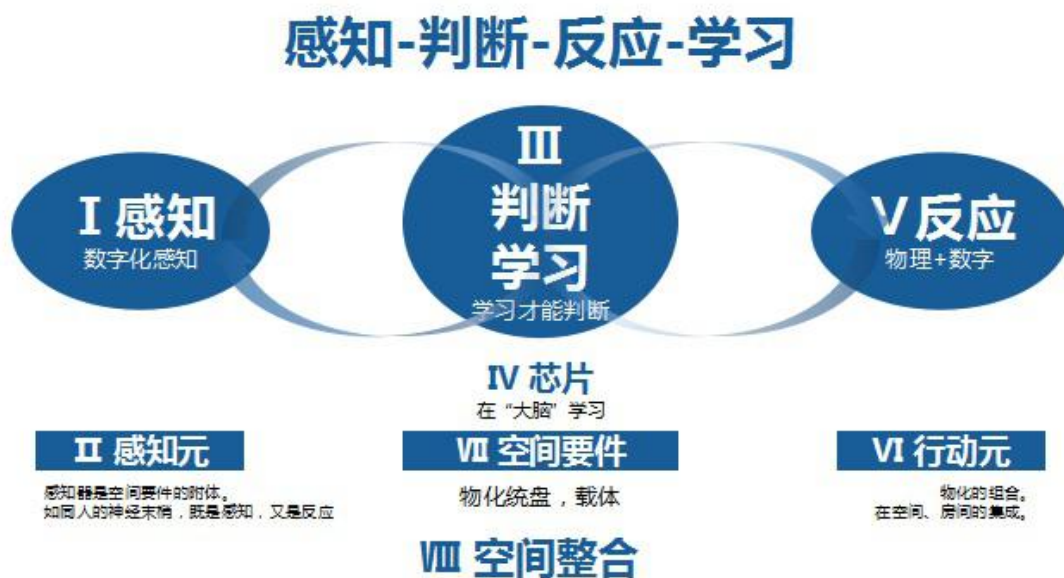 感知-判断-反应-学习
Ⅰ 感知
数字化感知
Ⅲ
判断
学习
学习才能判断
Ⅴ反应
物理+数字
Ⅳ 芯片
在“大脑”学习
Ⅱ 感知元
感知器是空间要件的附体。
如同人的神经末梢，既是感知，又是反应
Ⅶ 空间要件
物化统盘，载体
Ⅵ 行动元
物化的组合。
在空间、房间的集成。
Ⅷ 空间整合